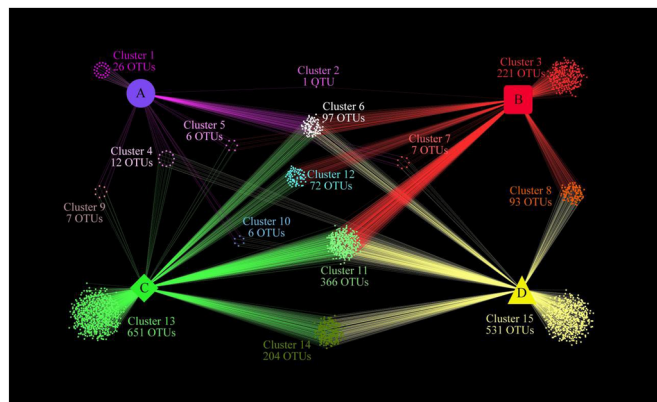 Cluster 1
26 OTUs
A
Cluster 2
1 QTU
Cluster 3
221 OTUs
B
Cluster 6
97 OTUs
Cluster 5
6 OTUs
Cluster 4
12 OTUs
Cluster 7
7 OTUs
Cluster 12
72 OTUs
Cluster 8
93 OTUs
Cluster 9
7 OTUs
Cluster 10
6 OTUs
Cluster 11
366 OTUs
C
D
Cluster 13
651 OTUs
Cluster 14
204 OTUs
Cluster 15
531 OTUs